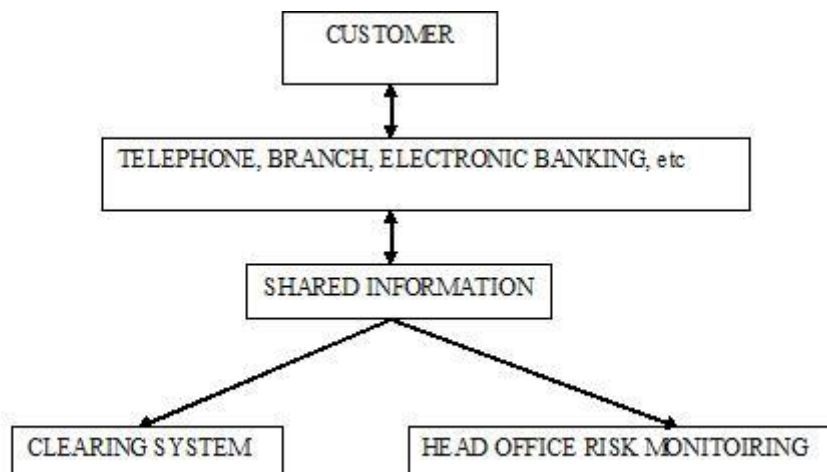 CUSTOMER
TELEPHONE, BRANCH, ELECTRONIC BANKING, etc
SHARED INFORMATION
CLEARING SYSTEM
HEAD OFFICE RISK MONITOIRING